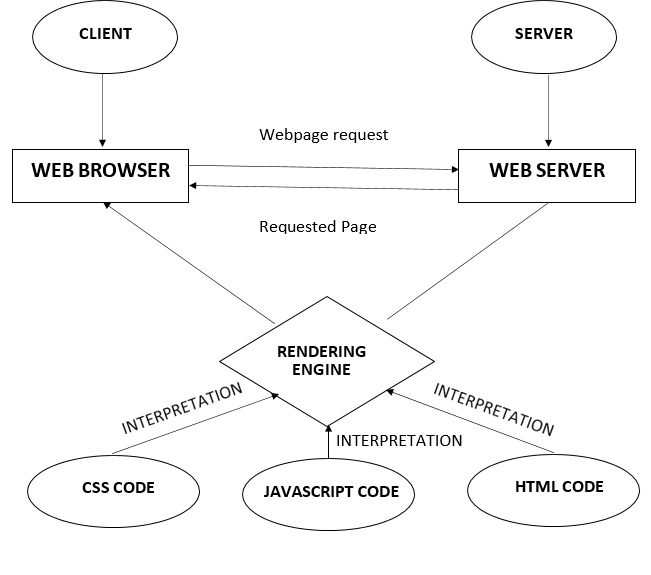 CLIENT
SERVER
Webpage request
WEB BROWSER
WEB SERVER
Requested Page
RENDERING
ENGINE
INTERPRETATION
INTERPRETATION
INTERPRETATION
CSS CODE
JAVASCRIPT CODE
HTML CODE